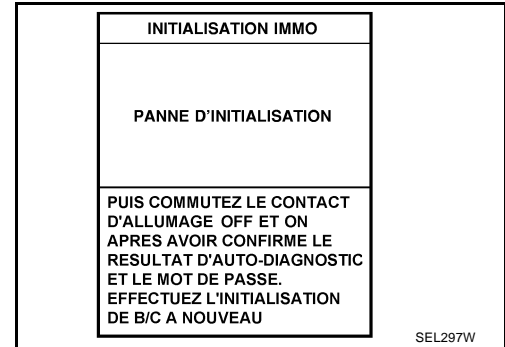 INITIALISATION IMMO
PANNE D'INITIALISATION
PUIS COMMUTEZ LE CONTACT
D'ALLUMAGE OFF ET ON
APRES AVOIR CONFIRME LE
RESULTAT D'AUTO-DIAGNOSTIC
ET LE MOT DE PASSE.
EFFECTUEZ L'INITIALISATION
DE B/C A NOUVEAU
SEL297W